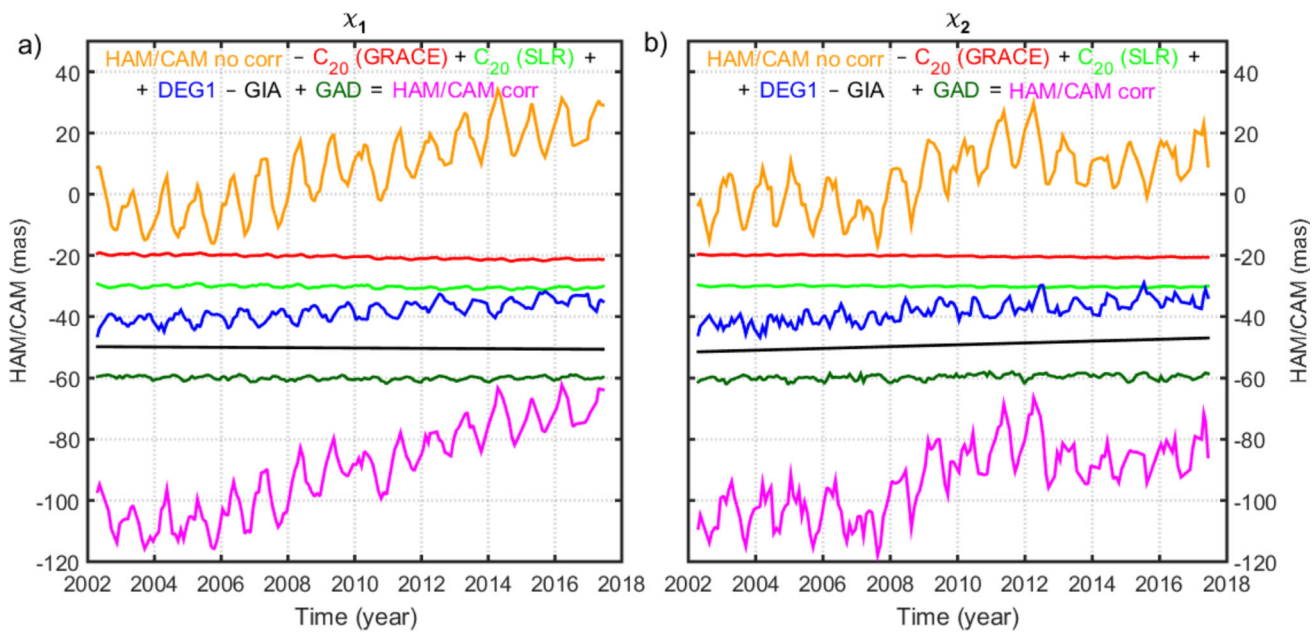 χ₁
a)
HAM/CAM no corr − C₂₀ (GRACE) + C₂₀ (SLR) +
+ DEG1 − GIA + GAD = HAM/CAM corr
HAM/CAM (mas)
40
20
0
-20
-40
-60
-80
-100
-120
2002 2004 2006 2008 2010 2012 2014 2016 2018
Time (year)
χ₂
b)
HAM/CAM no corr − C₂₀ (GRACE) + C₂₀ (SLR) +
+ DEG1 − GIA + GAD = HAM/CAM corr
40
20
0
-20
-40
-60
-80
-100
-120
HAM/CAM (mas)
2002 2004 2006 2008 2010 2012 2014 2016 2018
Time (year)